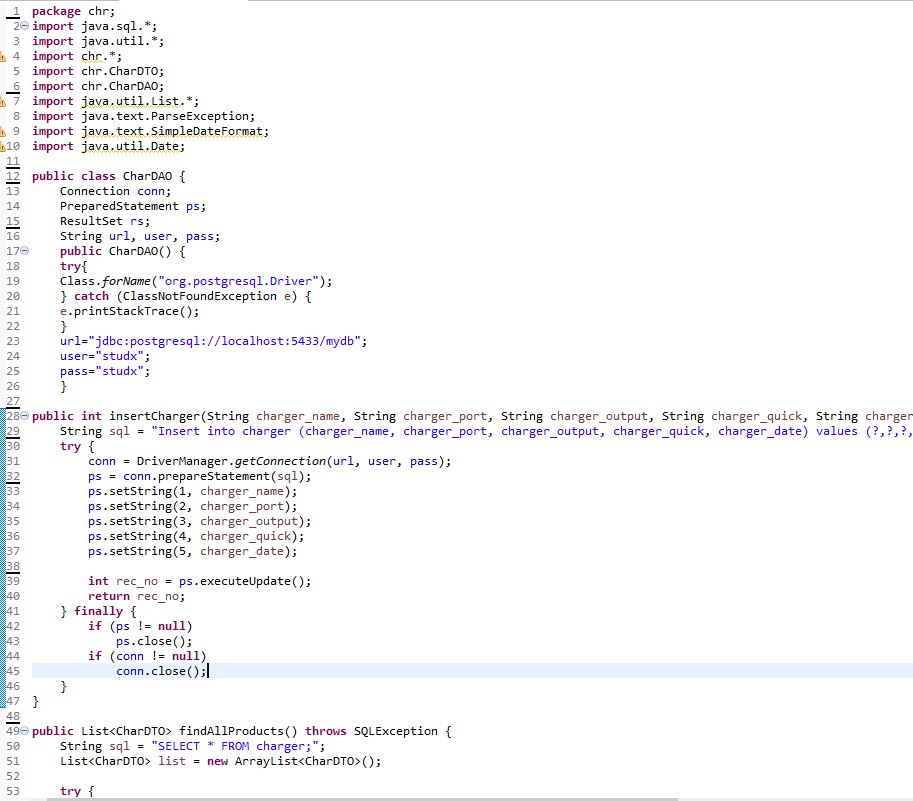 1 package chr;
2 import java.sql.*;
3 import java.util.*;
4 import chr.*;
5 import chr.CharDTO;
6 import chr.CharDAO;
7 import java.util.List.*;
8 import java.text.ParseException;
9 import java.text.SimpleDateFormat;
10 import java.util.Date;
11
12 public class CharDAO {
13 Connection conn;
14 PreparedStatement ps;
15 ResultSet rs;
16 String url, user, pass;
17 public CharDAO() {
18 try{
19 Class.forName("org.postgresql.Driver");
20 } catch (ClassNotFoundException e) {
21 e.printStackTrace();
22 }
23 url="jdbc:postgresql://localhost:5433/mydb";
24 user="studx";
25 pass="studx";
26 }
27
28 public int insertCharger(String charger_name, String charger_port, String charger_output, String charger_quick, String charger
29 String sql = "Insert into charger (charger_name, charger_port, charger_output, charger_quick, charger_date) values (?,?,?,
30 try {
31 conn = DriverManager.getConnection(url, user, pass);
32 ps = conn.prepareStatement(sql);
33 ps.setString(1, charger_name);
34 ps.setString(2, charger_port);
35 ps.setString(3, charger_output);
36 ps.setString(4, charger_quick);
37 ps.setString(5, charger_date);
38
39 int rec_no = ps.executeUpdate();
40 return rec_no;
41 } finally {
42 if (ps != null)
43 ps.close();
44 if (conn != null)
45 conn.close();
46 }
47 }
48
49 public List<CharDTO> findAllProducts() throws SQLException {
50 String sql = "SELECT * FROM charger;";
51 List<CharDTO> list = new ArrayList<CharDTO>();
52
53 try {